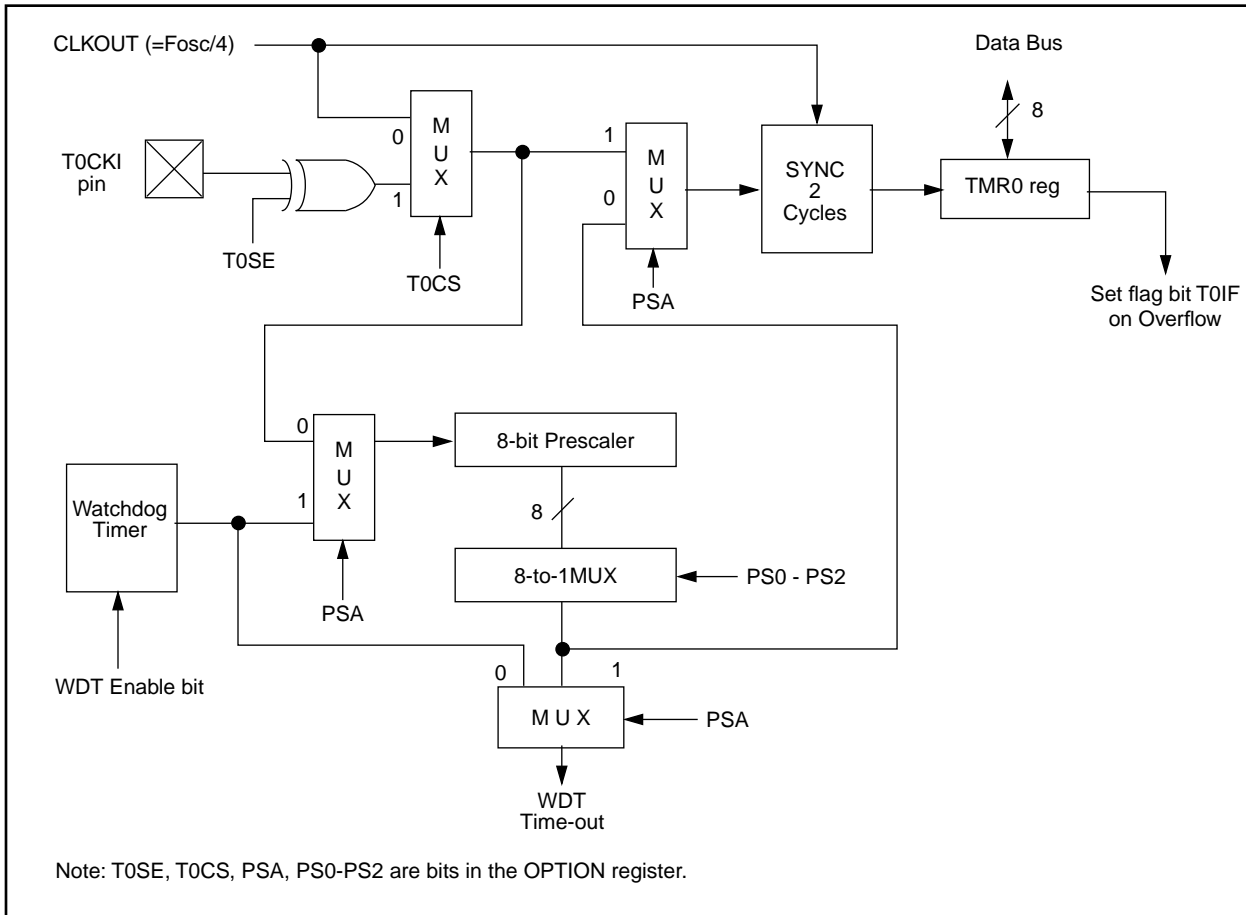 CLKOUT (=Fosc/4)
Data Bus
8
M
U
X
0
1
T0CKI
pin
T0SE
T0CS
1
0
M
U
X
PSA
SYNC
2
Cycles
TMR0 reg
Set flag bit T0IF
on Overflow
0
1
M
U
X
PSA
8-bit Prescaler
8
8-to-1MUX
PS0 - PS2
Watchdog
Timer
WDT Enable bit
0
1
M U X
PSA
WDT
Time-out
Note: T0SE, T0CS, PSA, PS0-PS2 are bits in the OPTION register.